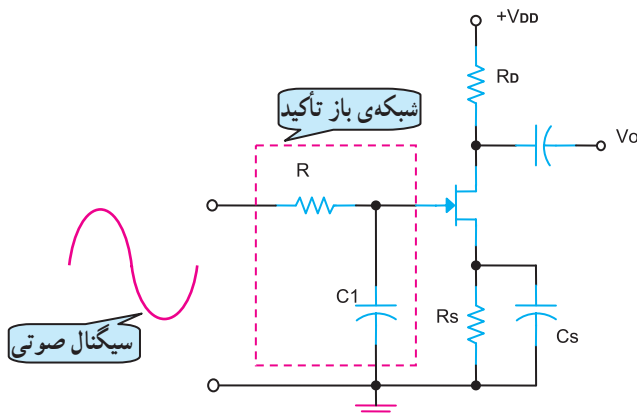 +VDD
RD
شبکه‌ی باز تأکید
Vo
R
C1
Rs
Cs
سیگنال صوتی